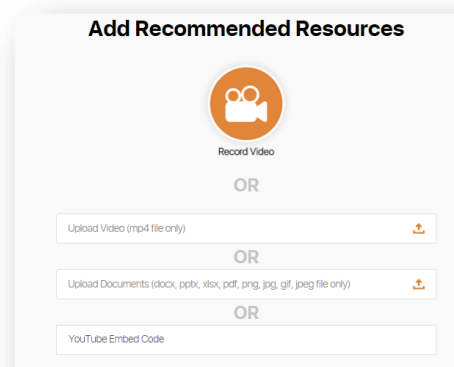 Add Recommended Resources
Record Video
OR
Upload Video (mp4 file only)
OR
Upload Documents (docx, pptx, xlsx, pdf, png, jpg, gif, jpeg file only)
OR
YouTube Embed Code